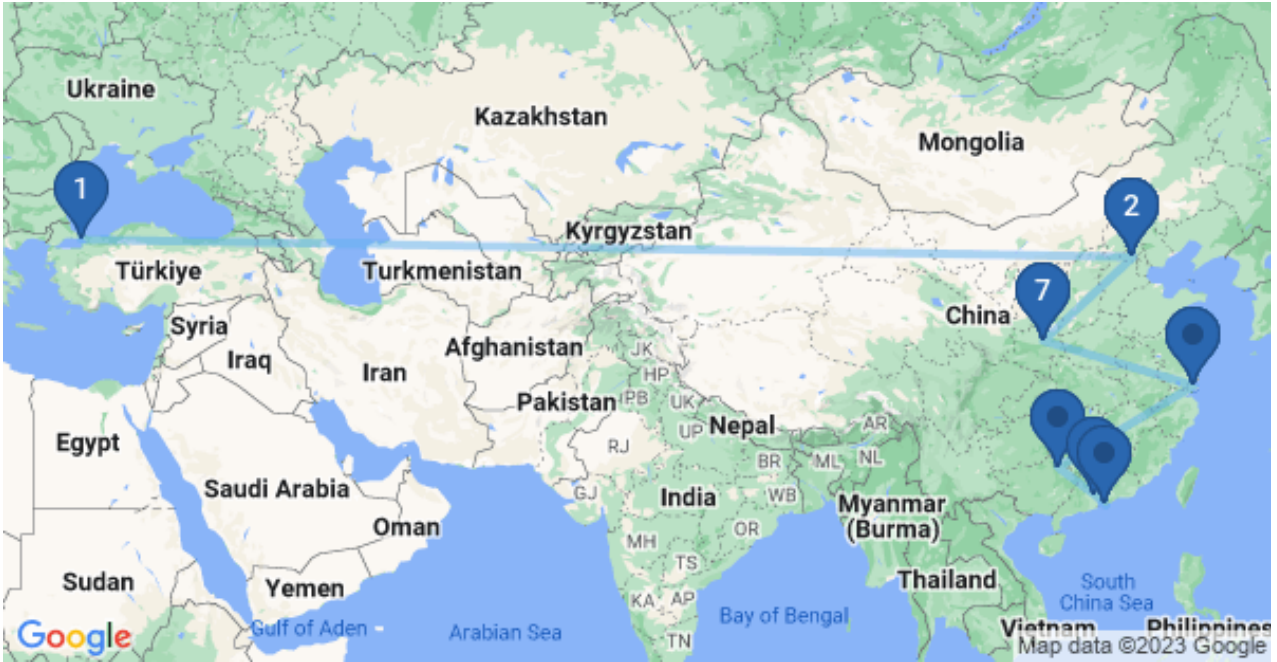 Ukraine
Kazakhstan
Mongolia
1
2
Kyrgyzstan
Türkiye
Turkmenistan
7
China
Syria
Afghanistan
JK
Iraq
Iran
HP
Pakistan
PB
UK
Nepal
AR
UP
Egypt
RJ
BR
ML
NL
Saudi Arabia
GJ
India
WB
Myanmar
(Burma)
Oman
OR
MH
TS
Sudan
Yemen
Thailand
South
China Sea
KA
AP
Bay of Bengal
Google
Gulf of Aden
Arabian Sea
TN
Vietnam
Philippines
Map data ©2023 Google